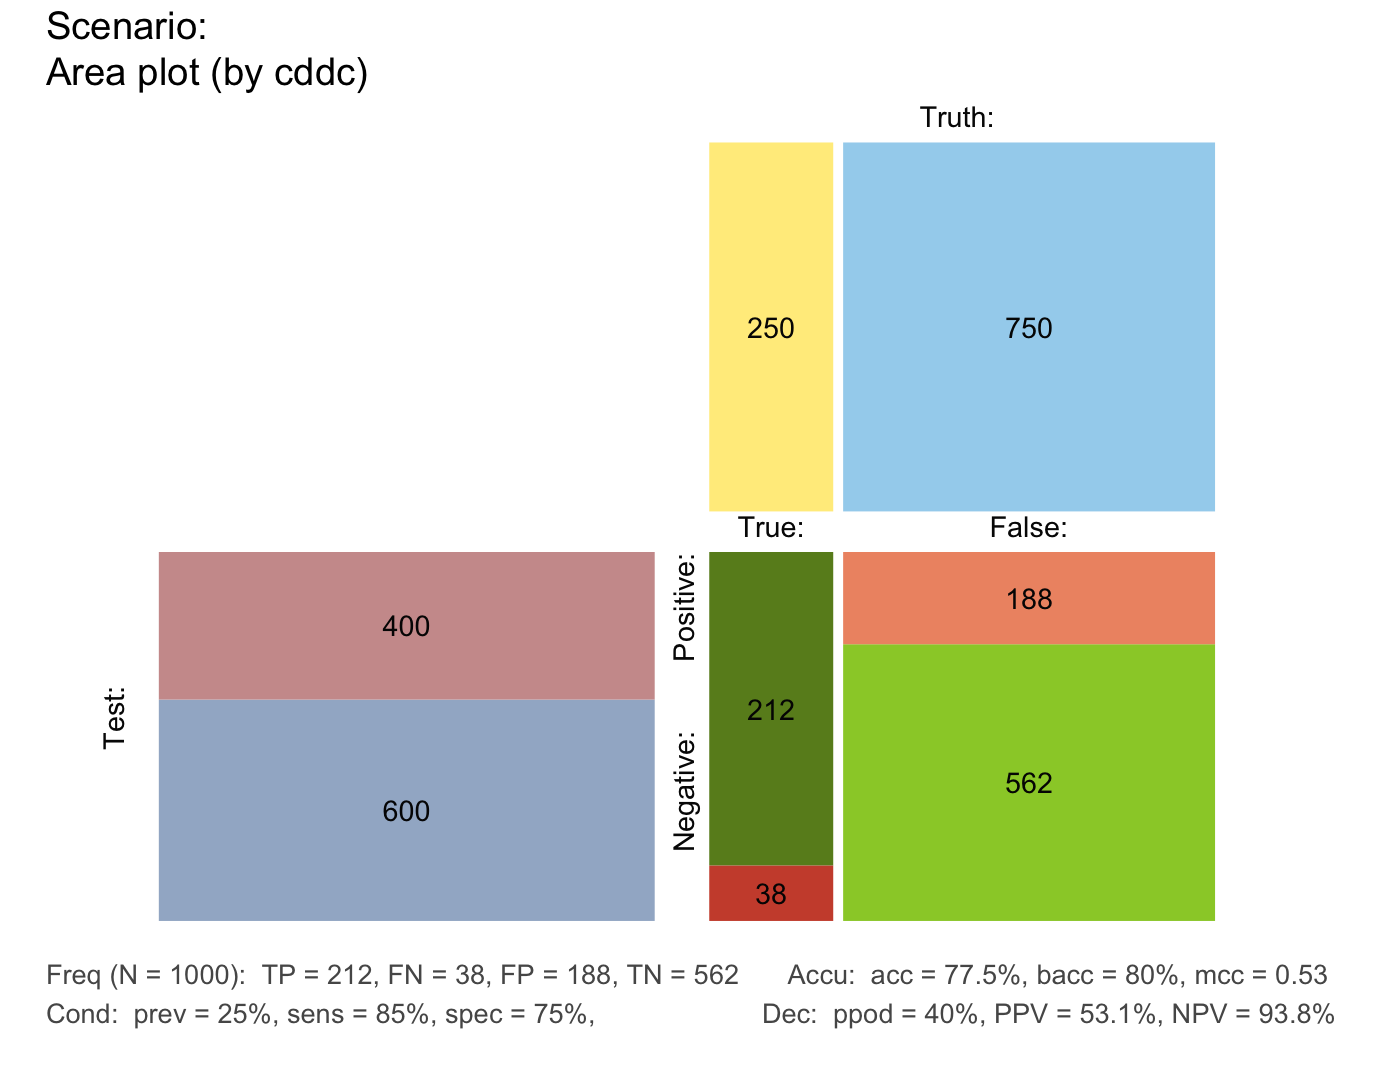 Scenario:
Area plot (by cddc)
Truth:
250
750
True:
False:
Test:
400
600
Positive:
Negative:
212
188
38
562
Freq (N = 1000):  TP = 212, FN = 38, FP = 188, TN = 562
Accu:  acc = 77.5%, bacc = 80%, mcc = 0.53
Cond:  prev = 25%, sens = 85%, spec = 75%,
Dec:  ppod = 40%, PPV = 53.1%, NPV = 93.8%